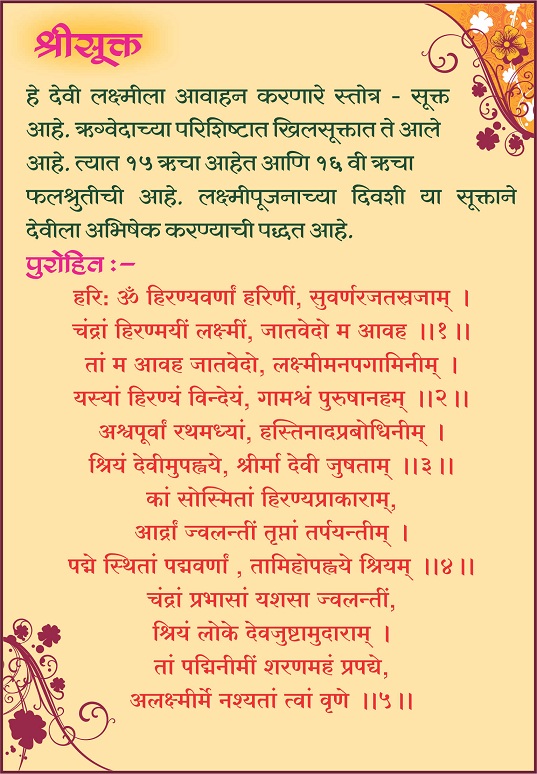 श्रीसूक्त
हे देवी लक्ष्मीला आवाहन करणारे स्तोत्र - सूक्त
आहे. ऋग्वेदाच्या परिशिष्टात खिलसूक्तात ते आले
आहे. त्यात १५ ऋचा आहेत आणि १६ वी ऋचा
फलश्रुतीची आहे. लक्ष्मीपूजनाच्या दिवशी या सूक्ताने
देवीला अभिषेक करण्याची पद्धत आहे.
पुरोहित :–
हरि: ॐ हिरण्यवर्णां हरिणीं, सुवर्णरजतस्रजाम् ।
चंद्रां हिरण्मयीं लक्ष्मीं, जातवेदो म आवह ।।१।।
तां म आवह जातवेदो, लक्ष्मीमनपगामिनीम् ।
यस्यां हिरण्यं विन्देयं, गामश्वं पुरुषानहम् ।।२।।
अश्वपूर्वां रथमध्यां, हस्तिनादप्रबोधिनीम् ।
श्रियं देवीमुपह्वये, श्रीर्मा देवी जुषताम् ।।३।।
कां सोस्मितां हिरण्यप्राकाराम्,
आर्द्रां ज्वलन्तीं तृप्तां तर्पयन्तीम् ।
पद्मे स्थितां पद्मवर्णां , तामिहोपह्वये श्रियम् ।।४।।
चंद्रां प्रभासां यशसा ज्वलन्तीं,
श्रियं लोके देवजुष्टामुदाराम् ।
तां पद्मिनीमीं शरणमहं प्रपद्ये,
अलक्ष्मीर्मे नश्यतां त्वां वृणे ।।५।।